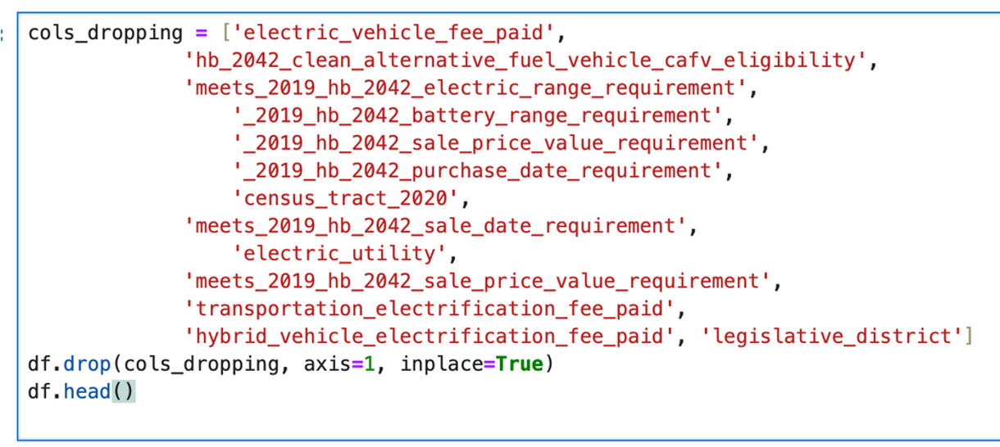 cols_dropping = ['electric_vehicle_fee_paid',
'hb_2042_clean_alternative_fuel_vehicle_cafv_eligibility',
'meets_2019_hb_2042_electric_range_requirement',
'_2019_hb_2042_battery_range_requirement',
'_2019_hb_2042_sale_price_value_requirement',
'_2019_hb_2042_purchase_date_requirement',
'census_tract_2020',
'meets_2019_hb_2042_sale_date_requirement',
'electric_utility',
'meets_2019_hb_2042_sale_price_value_requirement',
'transportation_electrification_fee_paid',
'hybrid_vehicle_electrification_fee_paid', 'legislative_district']
df.drop(cols_dropping, axis=1, inplace=True)
df.head()